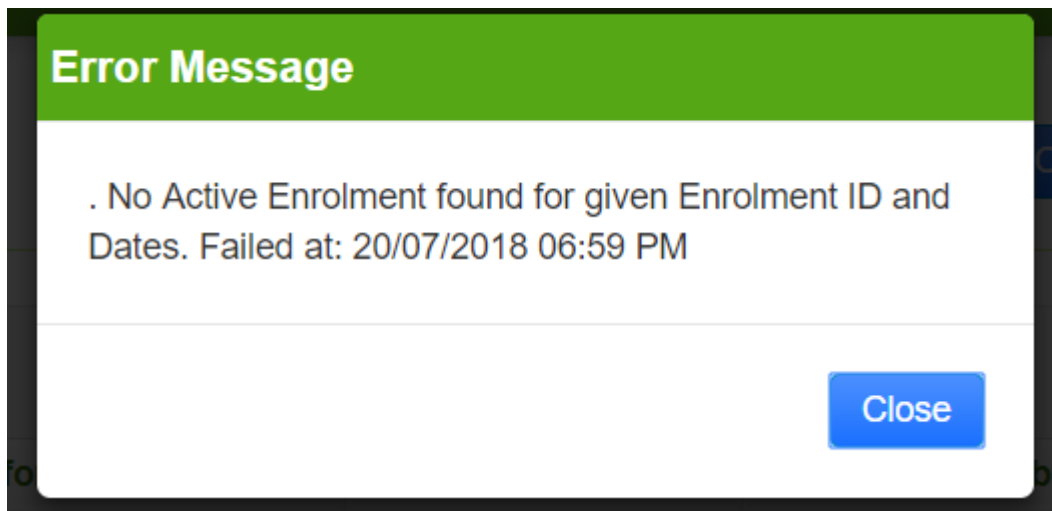 Error Message
. No Active Enrolment found for given Enrolment ID and
Dates. Failed at: 20/07/2018 06:59 PM
Close